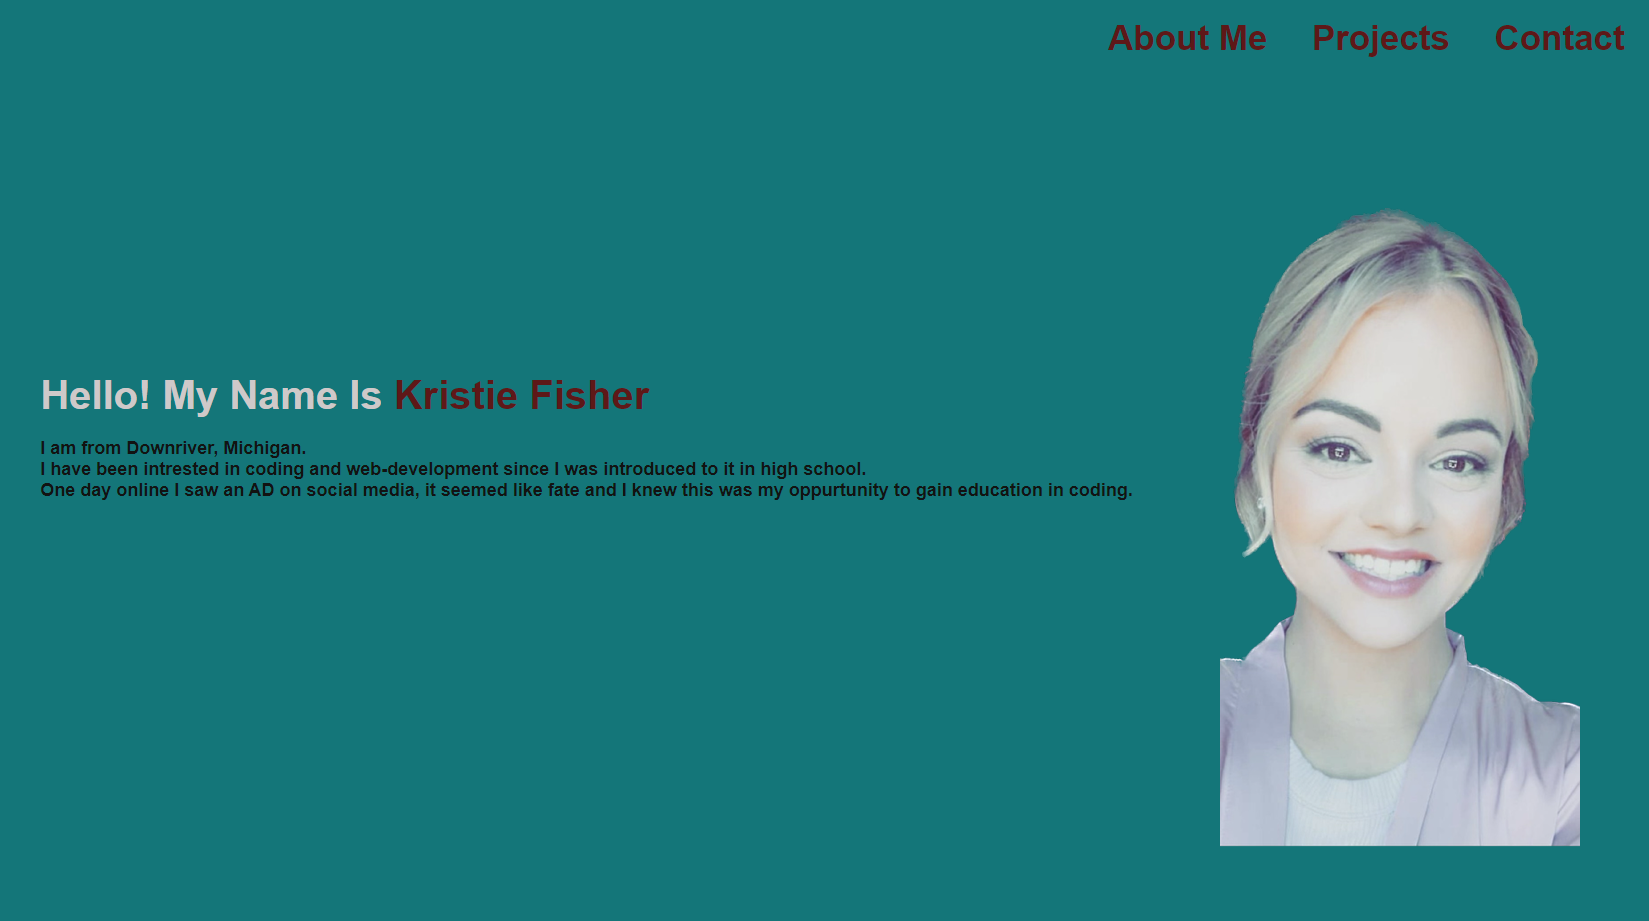 About Me Projects Contact
Hello! My Name Is Kristie Fisher
I am from Downriver, Michigan.
I have been intrested in coding and web-development since I was introduced to it in high school.
One day online I saw an AD on social media, it seemed like fate and I knew this was my oppurtunity to gain education in coding.